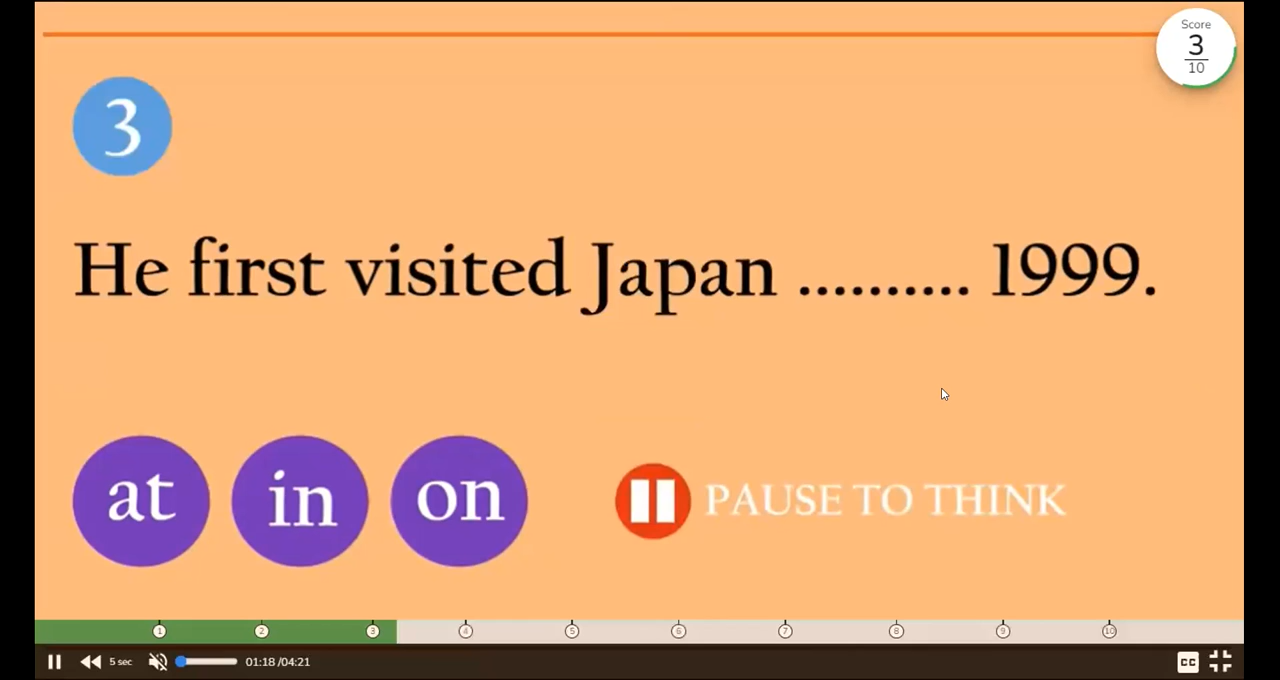 Score
3
10
3
He first visited Japan .......... 1999.
at in on PAUSE TO THINK
1 2 3 4 5 6 7 8 9 10
5 sec 01:18 /04:21 CC